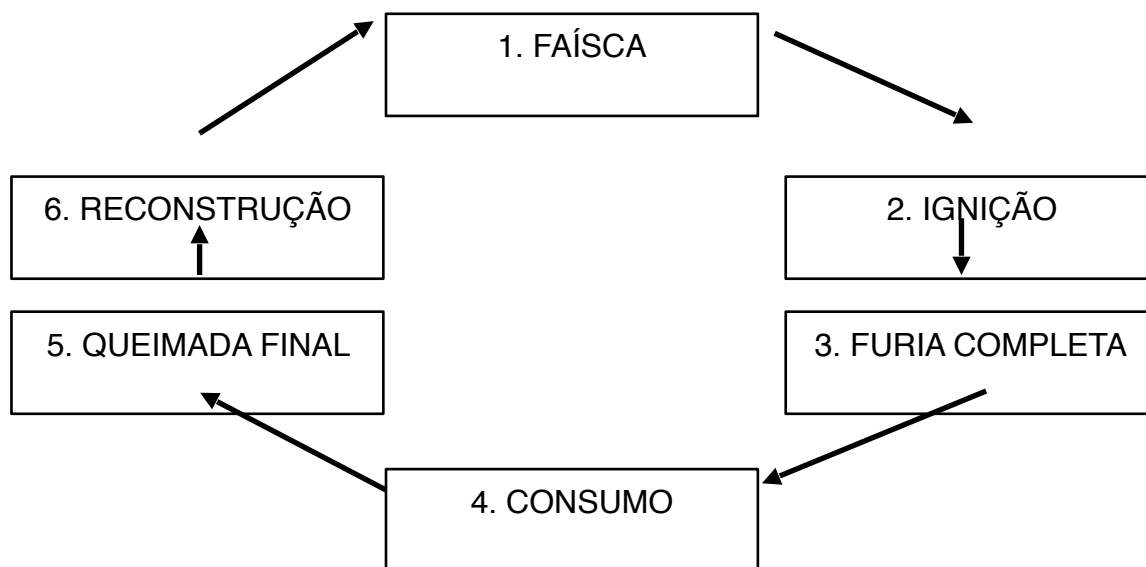 1. FAÍSCA
2. IGNIÇÃO
3. FURIA COMPLETA
4. CONSUMO
5. QUEIMADA FINAL
6. RECONSTRUÇÃO